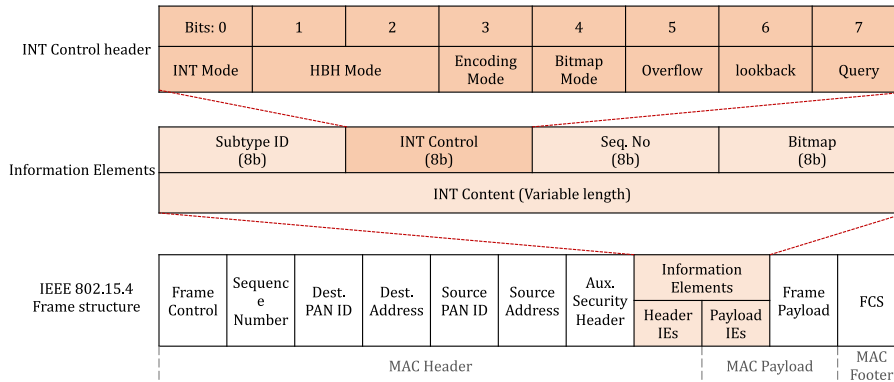 INT Control header
Bits: 0 1 2 3 4 5 6 7
INT Mode HBH Mode Encoding Mode Bitmap Mode Overflow lookback Query
Information Elements
Subtype ID (8b) INT Control (8b) Seq. No (8b) Bitmap (8b)
INT Content (Variable length)
IEEE 802.15.4
Frame structure
Frame Control Sequenc e Number Dest. PAN ID Dest. Address Source PAN ID Source Address Aux. Security Header Information Elements Frame Payload FCS
Header IEs Payload IEs
MAC Header MAC Payload MAC Footer